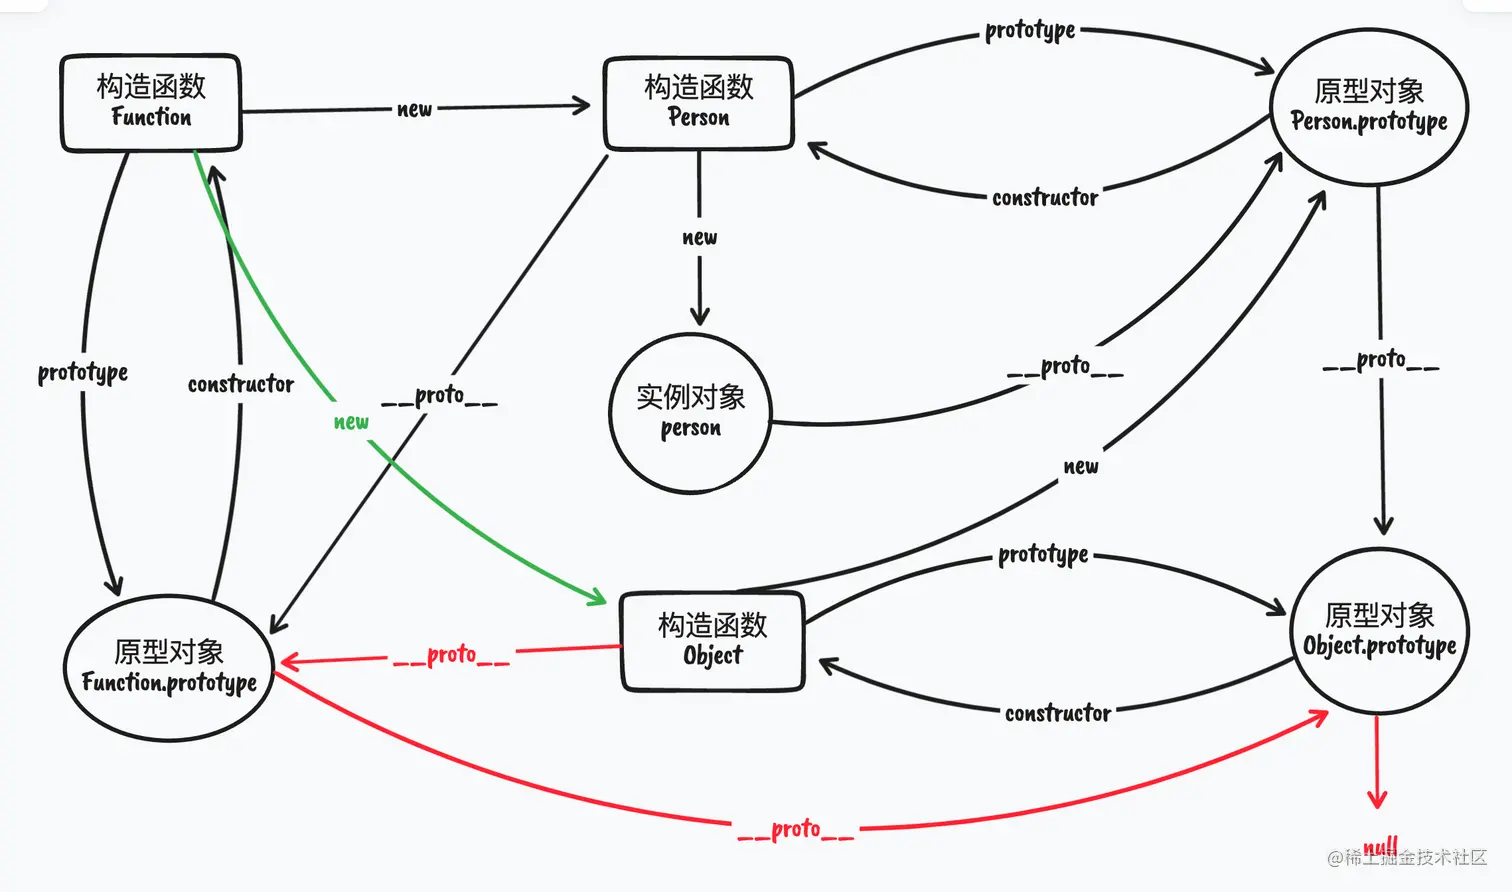 prototype
构造函数
Function
new
构造函数
Person
原型对象
Person.prototype
constructor
new
prototype
constructor
__proto__
new
实例对象
person
__proto__
__proto__
new
prototype
原型对象
Function.prototype
__proto__
构造函数
Object
原型对象
Object.prototype
constructor
__proto__
null
@稀土掘金技术社区